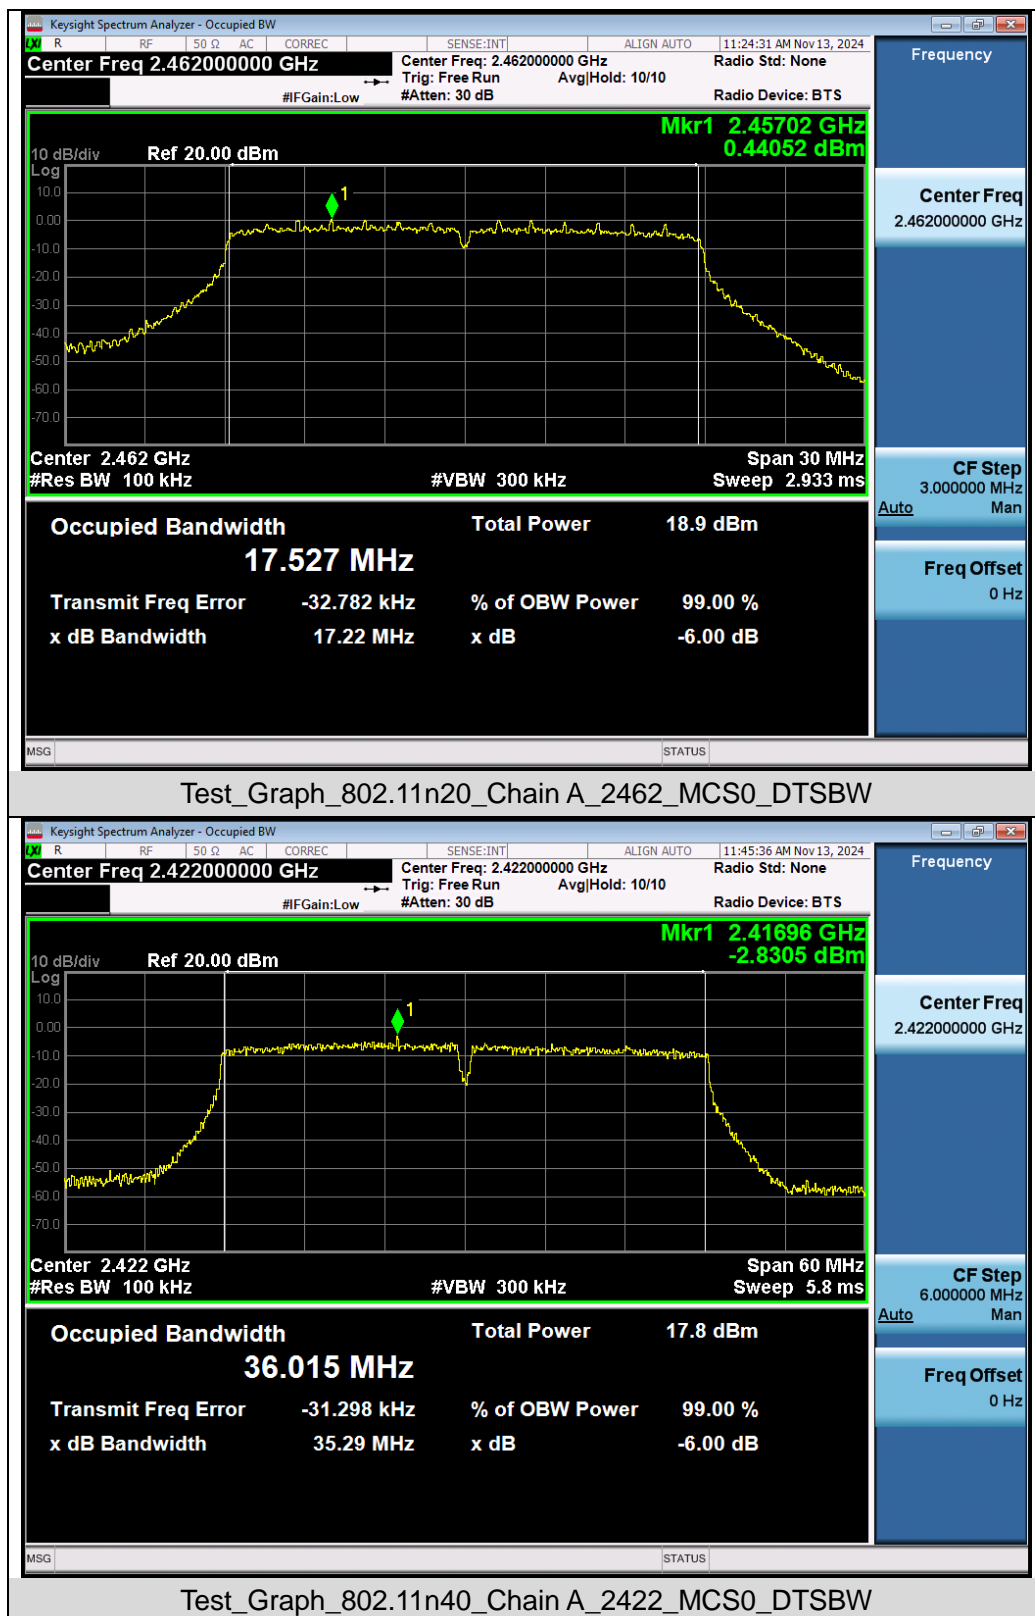 Keysight Spectrum Analyzer - Occupied BW
LXI R RF 50 Ω AC CORREC SENSE:INT ALIGN AUTO 11:24:31 AM Nov 13, 2024
Center Freq 2.462000000 GHz
Center Freq: 2.462000000 GHz
Radio Std: None
Trig: Free Run Avg|Hold: 10/10
#IFGain:Low
#Atten: 30 dB
Radio Device: BTS
Frequency
Mkr1 2.45702 GHz
0.44052 dBm
10 dB/div Ref 20.00 dBm
Log
10.0
1
0.00
-10.0
-20.0
-30.0
-40.0
-50.0
-60.0
-70.0
Center Freq
2.462000000 GHz
Center 2.462 GHz Span 30 MHz
#Res BW 100 kHz #VBW 300 kHz Sweep 2.933 ms
CF Step
3.000000 MHz
Auto Man
Occupied Bandwidth Total Power 18.9 dBm
17.527 MHz
Freq Offset
0 Hz
Transmit Freq Error -32.782 kHz % of OBW Power 99.00 %
x dB Bandwidth 17.22 MHz x dB -6.00 dB
MSG STATUS
Test_Graph_802.11n20_Chain A_2462_MCS0_DTSBW
Keysight Spectrum Analyzer - Occupied BW
LXI R RF 50 Ω AC CORREC SENSE:INT ALIGN AUTO 11:45:36 AM Nov 13, 2024
Center Freq 2.422000000 GHz
Center Freq: 2.422000000 GHz
Radio Std: None
Trig: Free Run Avg|Hold: 10/10
#IFGain:Low
#Atten: 30 dB
Radio Device: BTS
Frequency
Mkr1 2.41696 GHz
-2.8305 dBm
10 dB/div Ref 20.00 dBm
Log
10.0
1
0.00
-10.0
-20.0
-30.0
-40.0
-50.0
-60.0
-70.0
Center Freq
2.422000000 GHz
Center 2.422 GHz Span 60 MHz
#Res BW 100 kHz #VBW 300 kHz Sweep 5.8 ms
CF Step
6.000000 MHz
Auto Man
Occupied Bandwidth Total Power 17.8 dBm
36.015 MHz
Freq Offset
0 Hz
Transmit Freq Error -31.298 kHz % of OBW Power 99.00 %
x dB Bandwidth 35.29 MHz x dB -6.00 dB
MSG STATUS
Test_Graph_802.11n40_Chain A_2422_MCS0_DTSBW